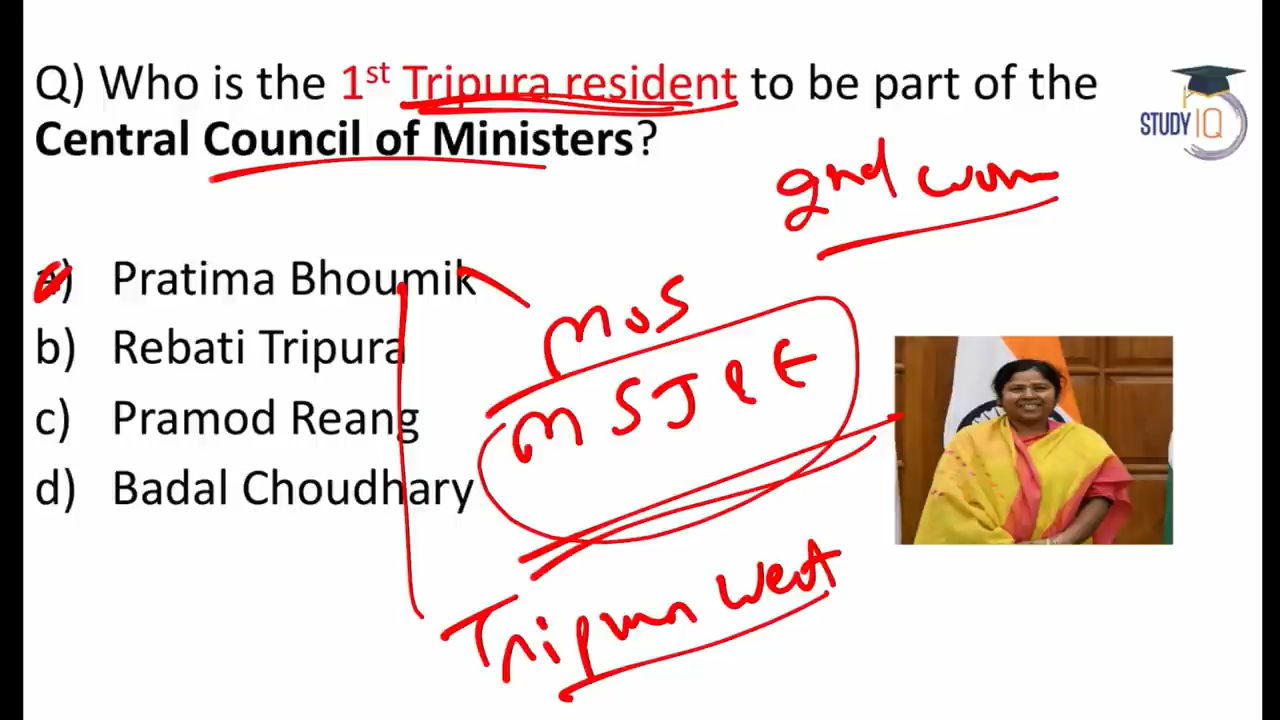 Q) Who is the 1st Tripura resident to be part of the
Central Council of Ministers?
STUDY IQ
2nd wom
a) Pratima Bhoumik
b) Rebati Tripura
c) Pramod Reang
d) Badal Choudhary
MoS
MSJ&E
Tripura West